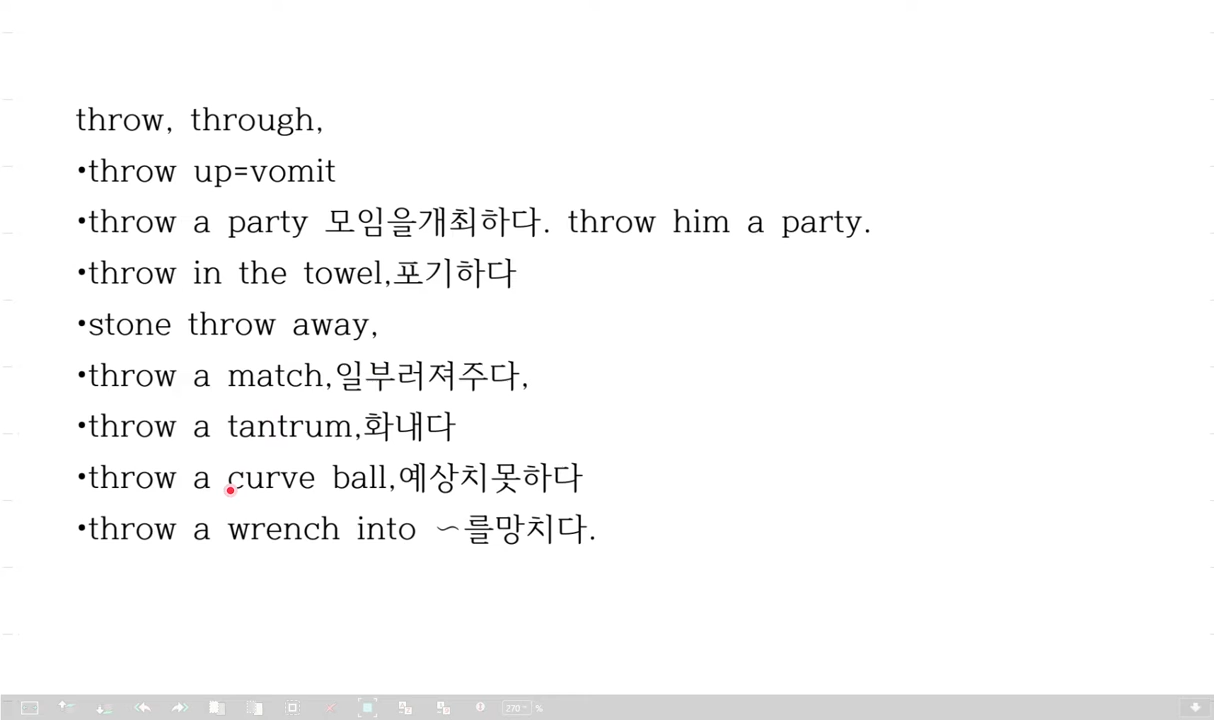 throw, through,
•throw up=vomit
•throw a party 모임을개최하다. throw him a party.
•throw in the towel,포기하다
•stone throw away,
•throw a match,일부러져주다,
•throw a tantrum,화내다
•throw a curve ball,예상치못하다
•throw a wrench into ∽를망치다.
270 %